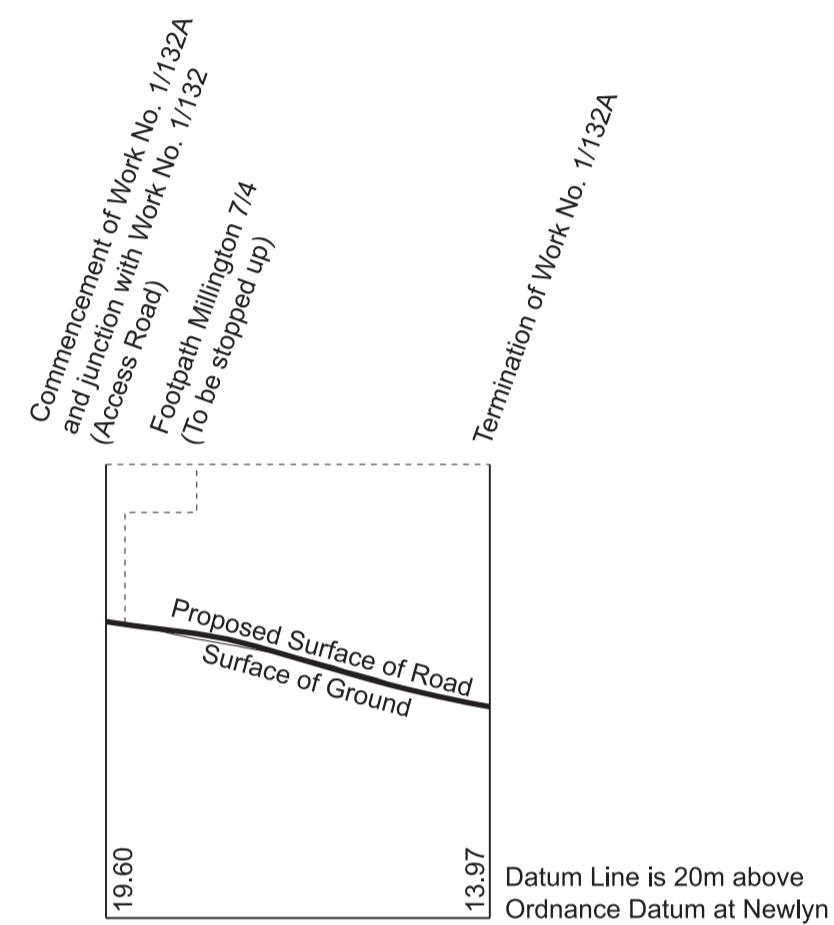 Commencement of Work No. 1/132A
and junction with Work No. 1/132
(Access Road)
Footpath Millington 7/4
(To be stopped up)
Termination of Work No. 1/132A
Proposed Surface of Road
Surface of Ground
19.60
13.97
Datum Line is 20m above
Ordnance Datum at Newlyn